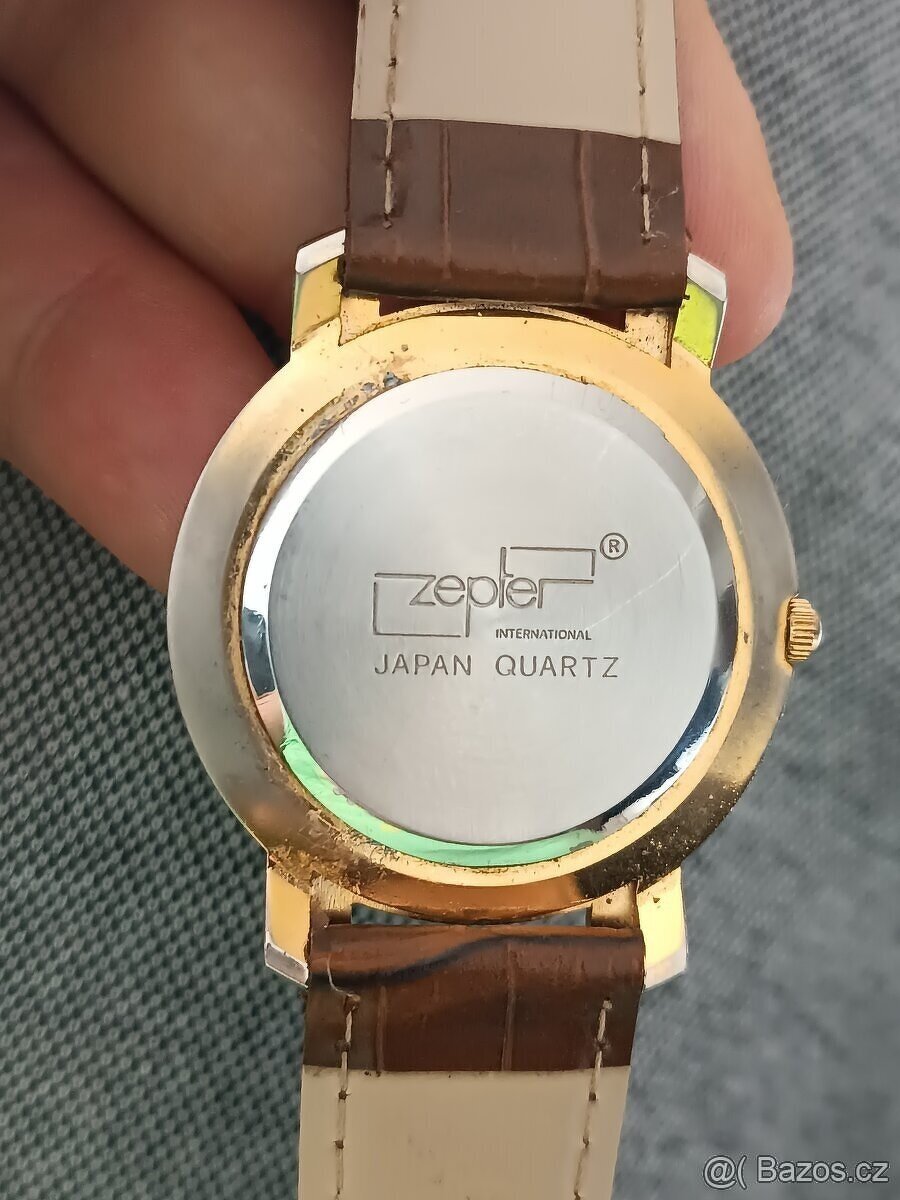 zepter ®
INTERNATIONAL
JAPAN QUARTZ
@( Bazos.cz